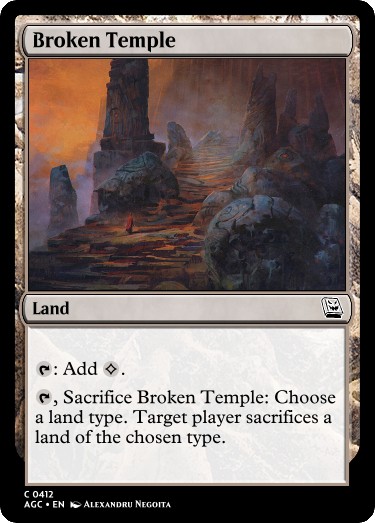 Broken Temple
Land
: Add .
, Sacrifice Broken Temple: Choose
a land type. Target player sacrifices a
land of the chosen type.
C 0412
AGC • EN Alexandru Negoita